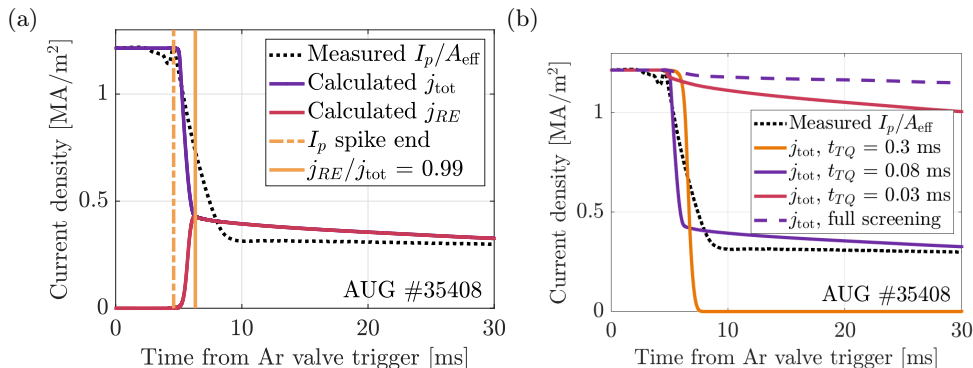 (a)
Current density [MA/m²]
1
0.5
0
Measured Iₚ/A_eff
Calculated j_tot
Calculated j_RE
Iₚ spike end
j_RE/j_tot = 0.99
AUG #35408
0
10
20
30
Time from Ar valve trigger [ms]
(b)
Current density [MA/m²]
1
0.5
0
Measured Iₚ/A_eff
j_tot, t_TQ = 0.3 ms
j_tot, t_TQ = 0.08 ms
j_tot, t_TQ = 0.03 ms
j_tot, full screening
AUG #35408
0
10
20
30
Time from Ar valve trigger [ms]